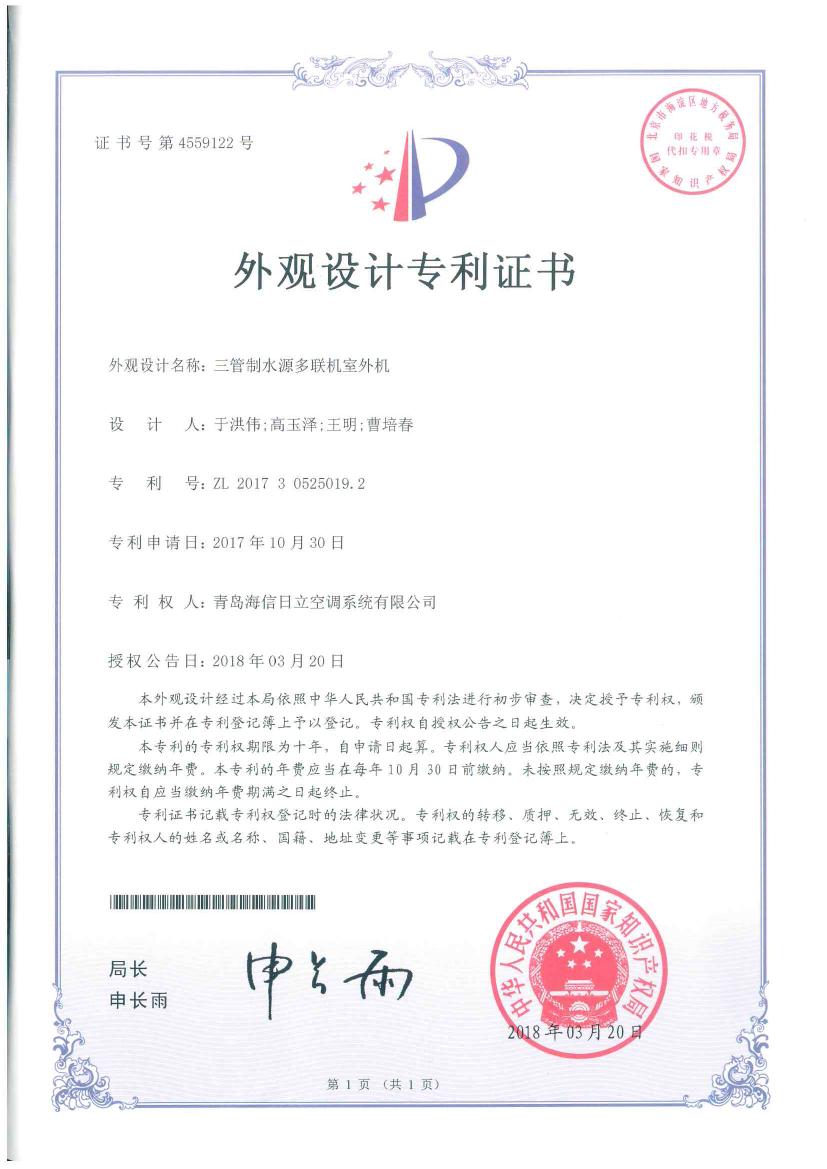 证书号第4559122号
北京市海淀区地方税务局
印花税
代扣专用章
国家知识产权局
外观设计专利证书
外观设计名称：三管制水源多联机室外机
设 计 人：于洪伟;高玉泽;王明;曹培春
专 利 号：ZL 2017 3 0525019.2
专利申请日：2017年10月30日
专 利 权 人：青岛海信日立空调系统有限公司
授权公告日：2018年03月20日
本外观设计经过本局依照中华人民共和国专利法进行初步审查，决定授予专利权，颁
发本证书并在专利登记簿上予以登记。专利权自授权公告之日起生效。
本专利的专利权期限为十年，自申请日起算。专利权人应当依照专利法及其实施细则
规定缴纳年费。本专利的年费应当在每年10月30日前缴纳。未按照规定缴纳年费的，专
利权自应当缴纳年费期满之日起终止。
专利证书记载专利权登记时的法律状况。专利权的转移、质押、无效、终止、恢复和
专利权人的姓名或名称、国籍、地址变更等事项记载在专利登记簿上。
局长
申长雨
申长雨
中华人民共和国国家知识产权局
2018年03月20日
第1页（共1页）